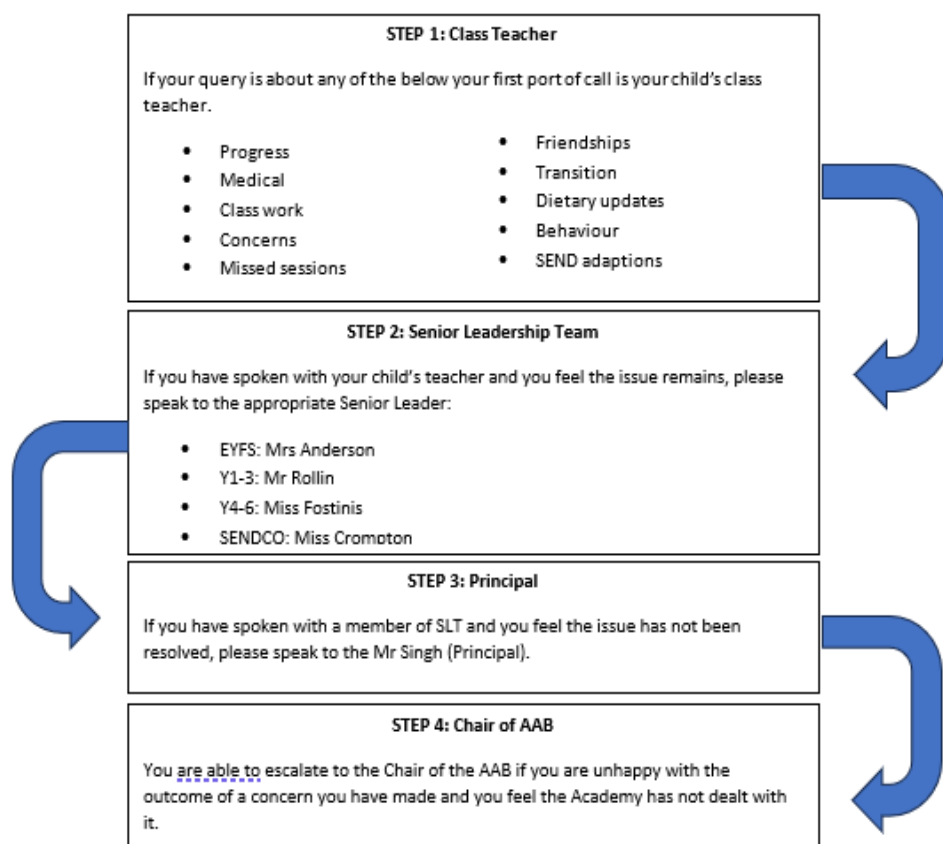 STEP 1: Class Teacher
If your query is about any of the below your first port of call is your child's class
teacher.
• Progress
• Medical
• Class work
• Concerns
• Missed sessions
• Friendships
• Transition
• Dietary updates
• Behaviour
• SEND adaptions
STEP 2: Senior Leadership Team
If you have spoken with your child's teacher and you feel the issue remains, please
speak to the appropriate Senior Leader:
• EYFS: Mrs Anderson
• Y1-3: Mr Rollin
• Y4-6: Miss Fostinis
• SENDCO: Miss Crompton
STEP 3: Principal
If you have spoken with a member of SLT and you feel the issue has not been
resolved, please speak to the Mr Singh (Principal).
STEP 4: Chair of AAB
You are able to escalate to the Chair of the AAB if you are unhappy with the
outcome of a concern you have made and you feel the Academy has not dealt with
it.